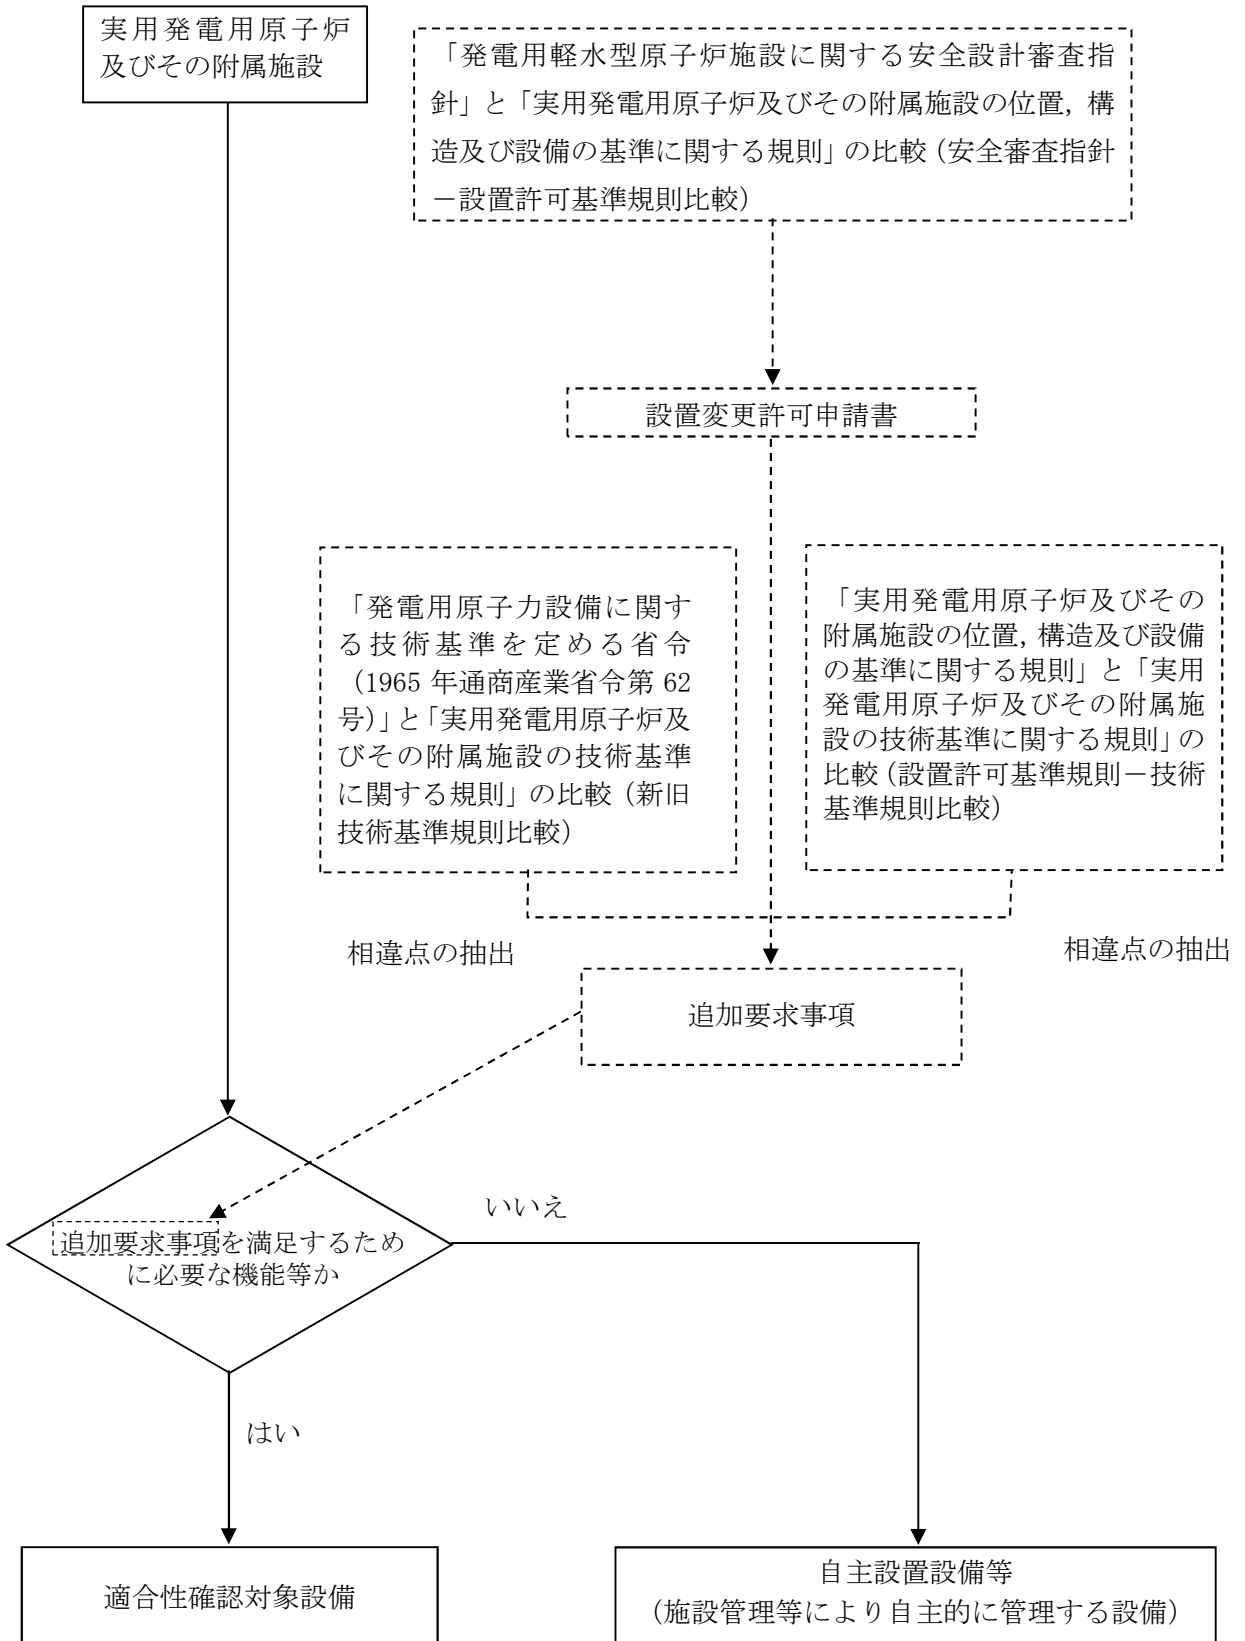 実用発電用原子炉
及びその附属施設
「発電用軽水型原子炉施設に関する安全設計審査指
針」と「実用発電用原子炉及びその附属施設の位置，構
造及び設備の基準に関する規則」の比較（安全審査指針
－設置許可基準規則比較）
設置変更許可申請書
「発電用原子力設備に関す
る技術基準を定める省令
（1965 年通商産業省令第 62
号）」と「実用発電用原子炉及
びその附属施設の技術基準
に関する規則」の比較（新旧
技術基準規則比較）
「実用発電用原子炉及びその
附属施設の位置，構造及び設備
の基準に関する規則」と「実用
発電用原子炉及びその附属施
設の技術基準に関する規則」の
比較（設置許可基準規則－技術
基準規則比較）
相違点の抽出
相違点の抽出
追加要求事項
いいえ
追加要求事項を満足するため
に必要な機能等か
はい
適合性確認対象設備
自主設置設備等
（施設管理等により自主的に管理する設備）